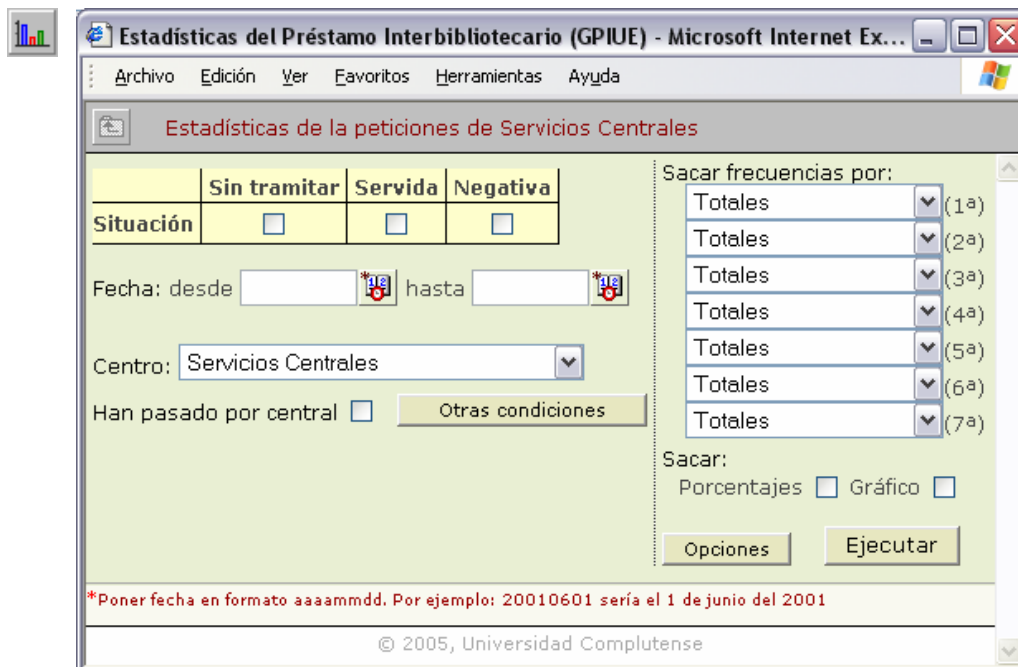 Estadísticas del Préstamo Interbibliotecario (GPIUE) - Microsoft Internet Ex...
Archivo Edición Ver Favoritos Herramientas Ayuda
Estadísticas de la peticiones de Servicios Centrales
Sin tramitar Servida Negativa
Situación
Fecha: desde hasta
Centro: Servicios Centrales
Han pasado por central Otras condiciones
Sacar frecuencias por:
Totales (1ª)
Totales (2ª)
Totales (3ª)
Totales (4ª)
Totales (5ª)
Totales (6ª)
Totales (7ª)
Sacar:
Porcentajes Gráfico
Opciones Ejecutar
*Poner fecha en formato aaaammdd. Por ejemplo: 20010601 sería el 1 de junio del 2001
© 2005, Universidad Complutense